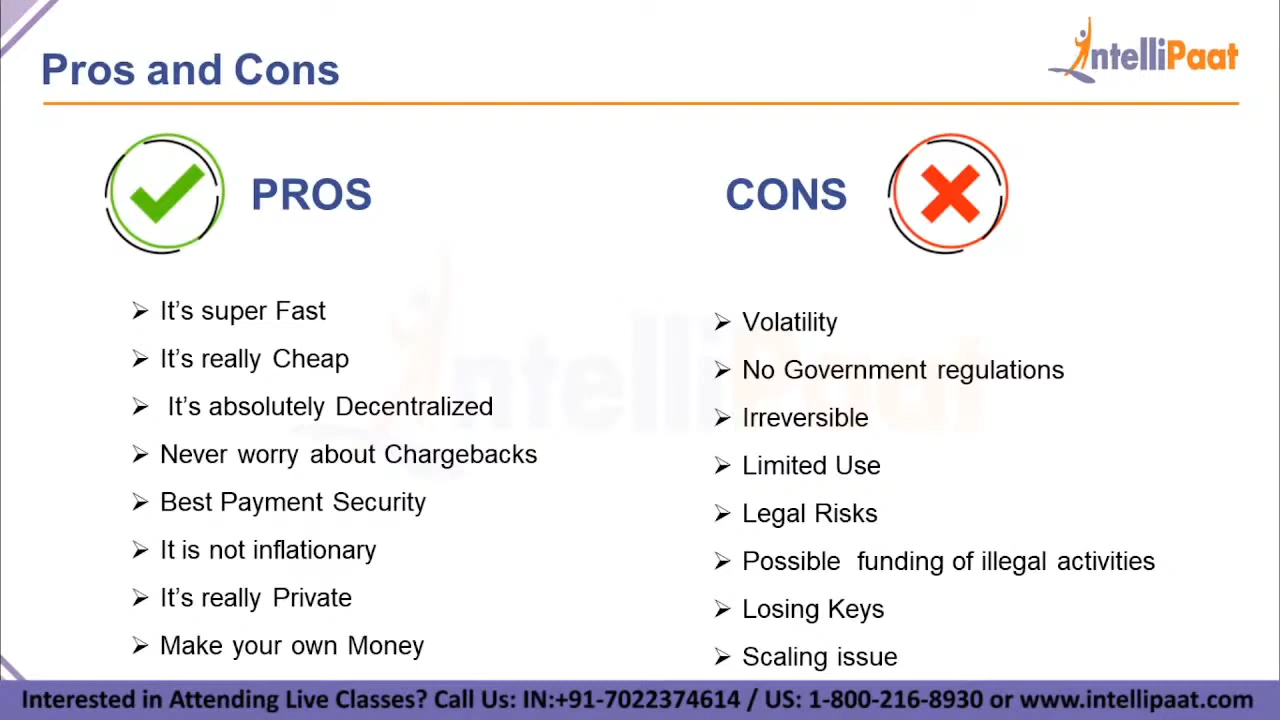 Pros and Cons
IntelliPaat
PROS
It's super Fast
It's really Cheap
It's absolutely Decentralized
Never worry about Chargebacks
Best Payment Security
It is not inflationary
It's really Private
Make your own Money
CONS
Volatility
No Government regulations
Irreversible
Limited Use
Legal Risks
Possible funding of illegal activities
Losing Keys
Scaling issue
IntelliPaat
Interested in Attending Live Classes? Call Us: IN:+91-7022374614 / US: 1-800-216-8930 or www.intellipaat.com